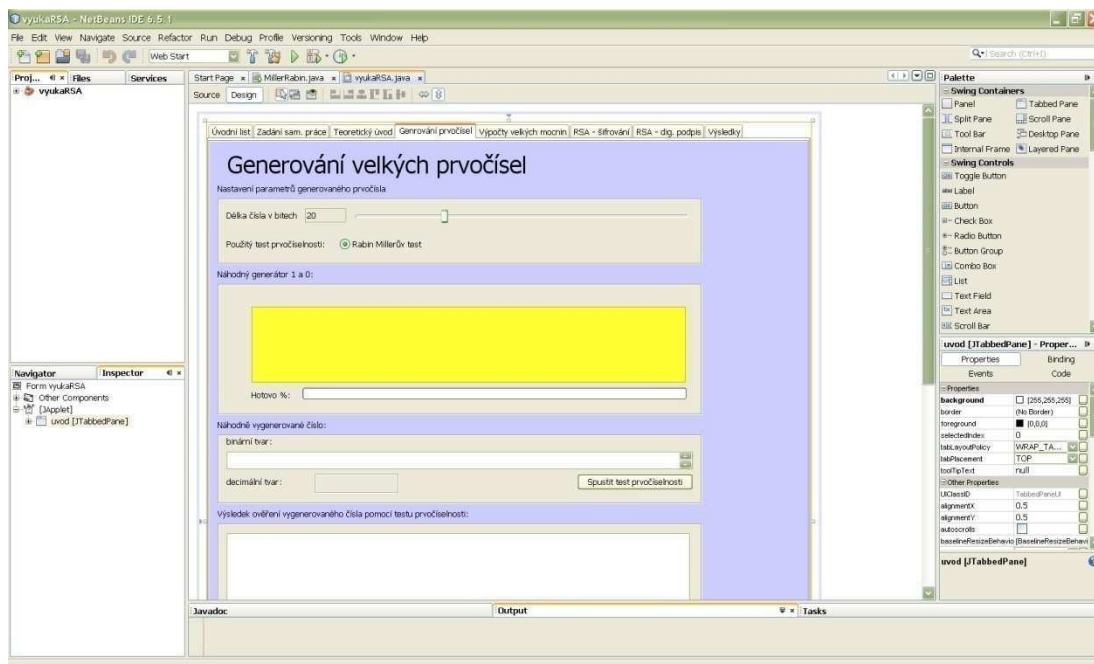 vyukaRSA - NetBeans IDE 6.5.1
File Edit View Navigate Source Refactor Run Debug Profile Versioning Tools Window Help
Web Start
Search (Ctrl+I)
Proj... Files Services
vyukaRSA
Start Page MillerRabin.java vyukaRSA.java
Source Design
Úvodní list Zadání sam. práce Teoretický úvod Genrování prvočísel Výpočty velkých mocnin RSA - šifrování RSA - dig. podpis Výsledky
Generování velkých prvočísel
Nastavení parametrů generovaného prvočísla
Délka čísla v bitech 20
Použitý test prvočíselnosti: Rabin Millerův test
Náhodný generátor 1 a 0:
Hotovo %:
Náhodně vygenerované číslo:
binární tvar:
decimální tvar: Spustit test prvočíselnosti
Výsledek ověření vygenerovaného čísla pomocí testu prvočíselnosti:
Navigator Inspector
Form vyukaRSA
Other Components
[JApplet]
uvod [JTabbedPane]
Javadoc Output Tasks
Palette
Swing Containers
Panel Tabbed Pane
Split Pane Scroll Pane
Tool Bar Desktop Pane
Internal Frame Layered Pane
Swing Controls
Toggle Button
Label
Button
Check Box
Radio Button
Button Group
Combo Box
List
Text Field
Text Area
Scroll Bar
uvod [JTabbedPane] - Proper...
Properties Binding
Events Code
Properties
background [255,255,255]
border (No Border)
foreground [0,0,0]
selectedIndex 0
tabLayoutPolicy WRAP_TA...
tabPlacement TOP
toolTipText null
Other Properties
UIClassID TabbedPaneUI
alignmentX 0.5
alignmentY 0.5
autoscrolls
baselineResizeBehavio [BaselineResizeBehavi
uvod [JTabbedPane]